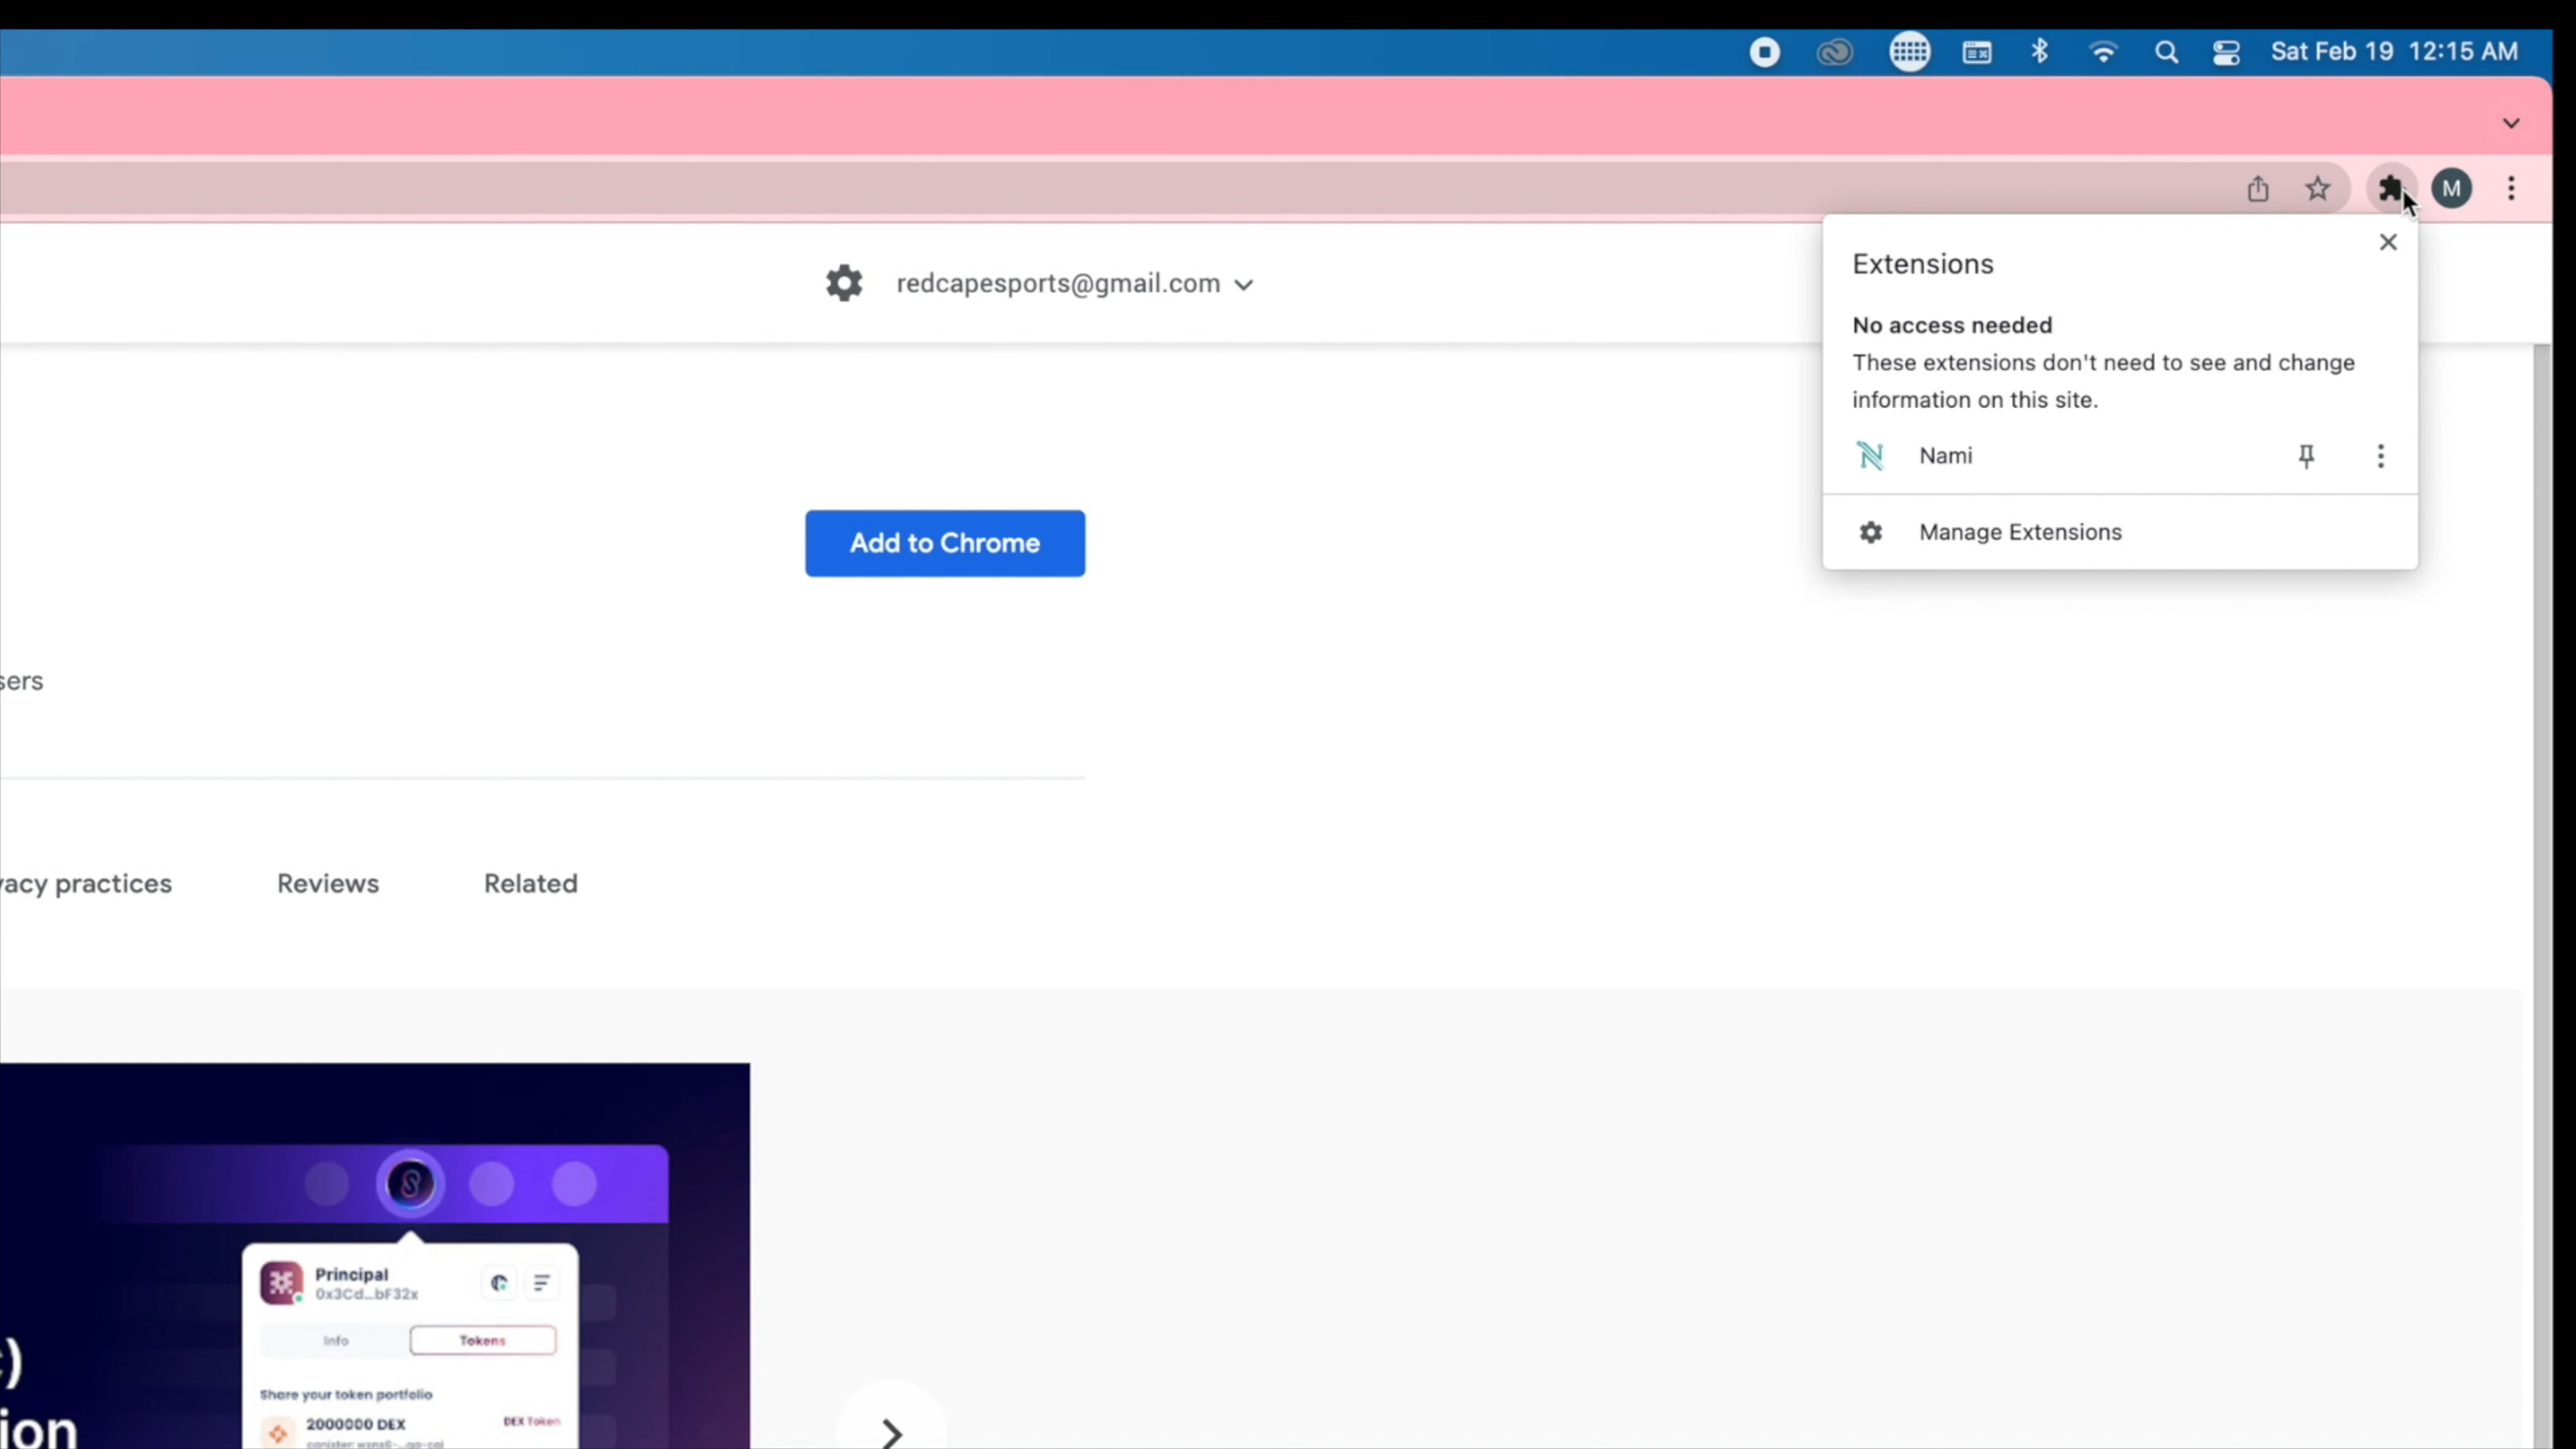 Sat Feb 19 12:15 AM
M
redcapesports@gmail.com
Extensions
No access needed
These extensions don't need to see and change
information on this site.
Nami
Manage Extensions
Add to Chrome
sers
vacy practices
Reviews
Related
Principal
0x3Cd...bF32x
Info
Tokens
Share your token portfolio
2000000 DEX
DEX Token
)
ion